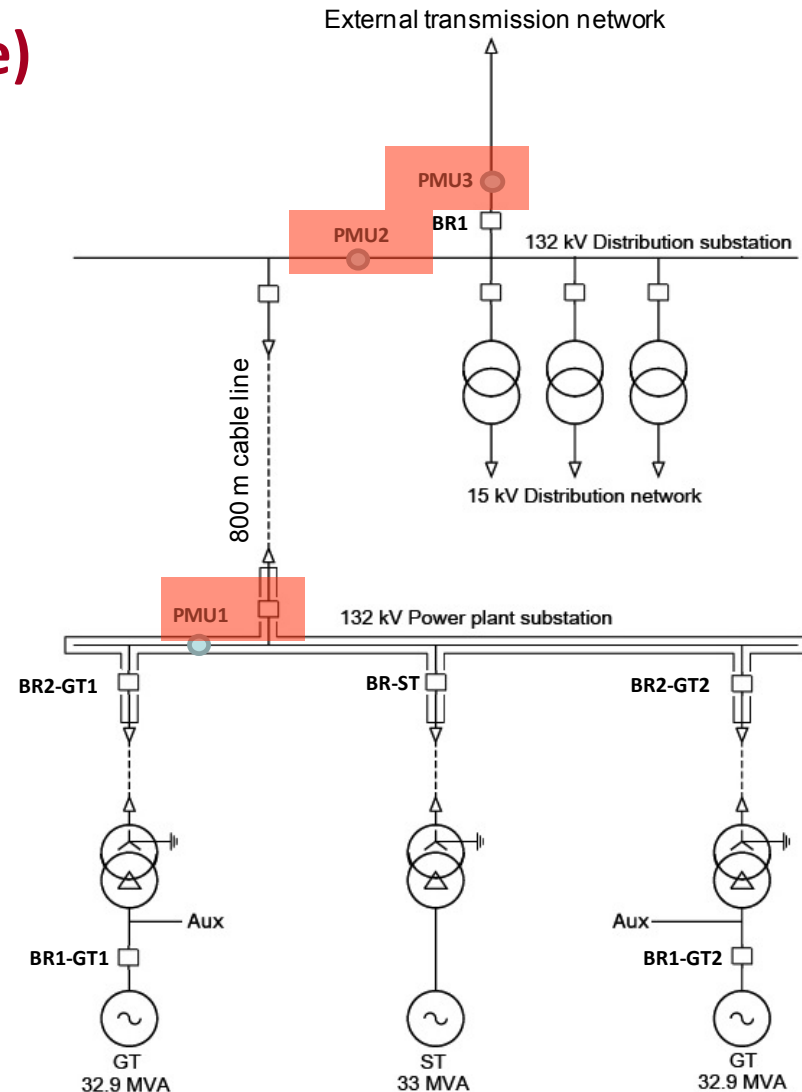 e)
External transmission network
PMU3
BR1
PMU2
132 kV Distribution substation
800 m cable line
15 kV Distribution network
PMU1
132 kV Power plant substation
BR2-GT1
BR-ST
BR2-GT2
Aux
Aux
BR1-GT1
BR1-GT2
GT
32.9 MVA
ST
33 MVA
GT
32.9 MVA